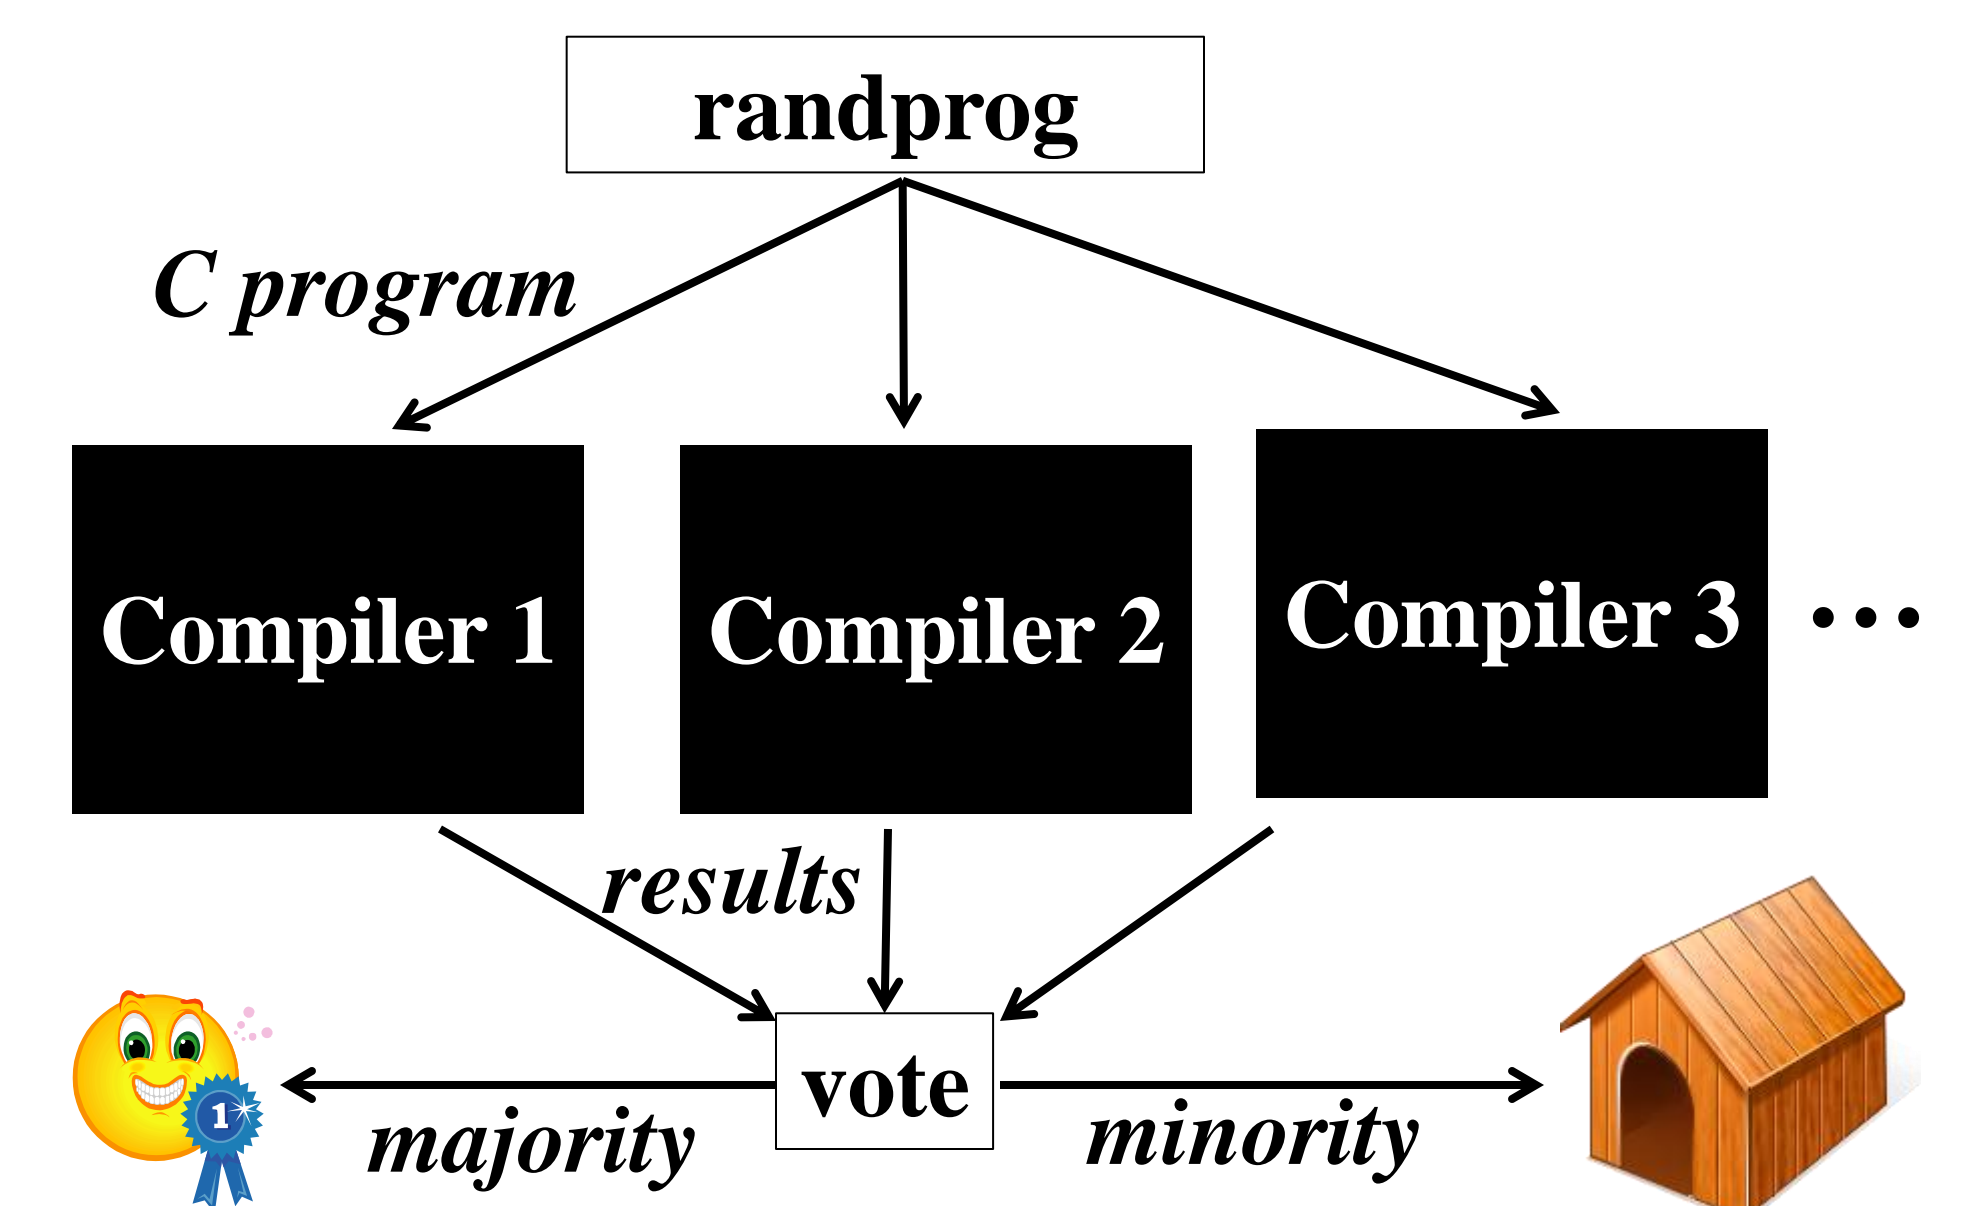 randprog
C program
Compiler 1
Compiler 2
Compiler 3
...
results
vote
1
majority
minority